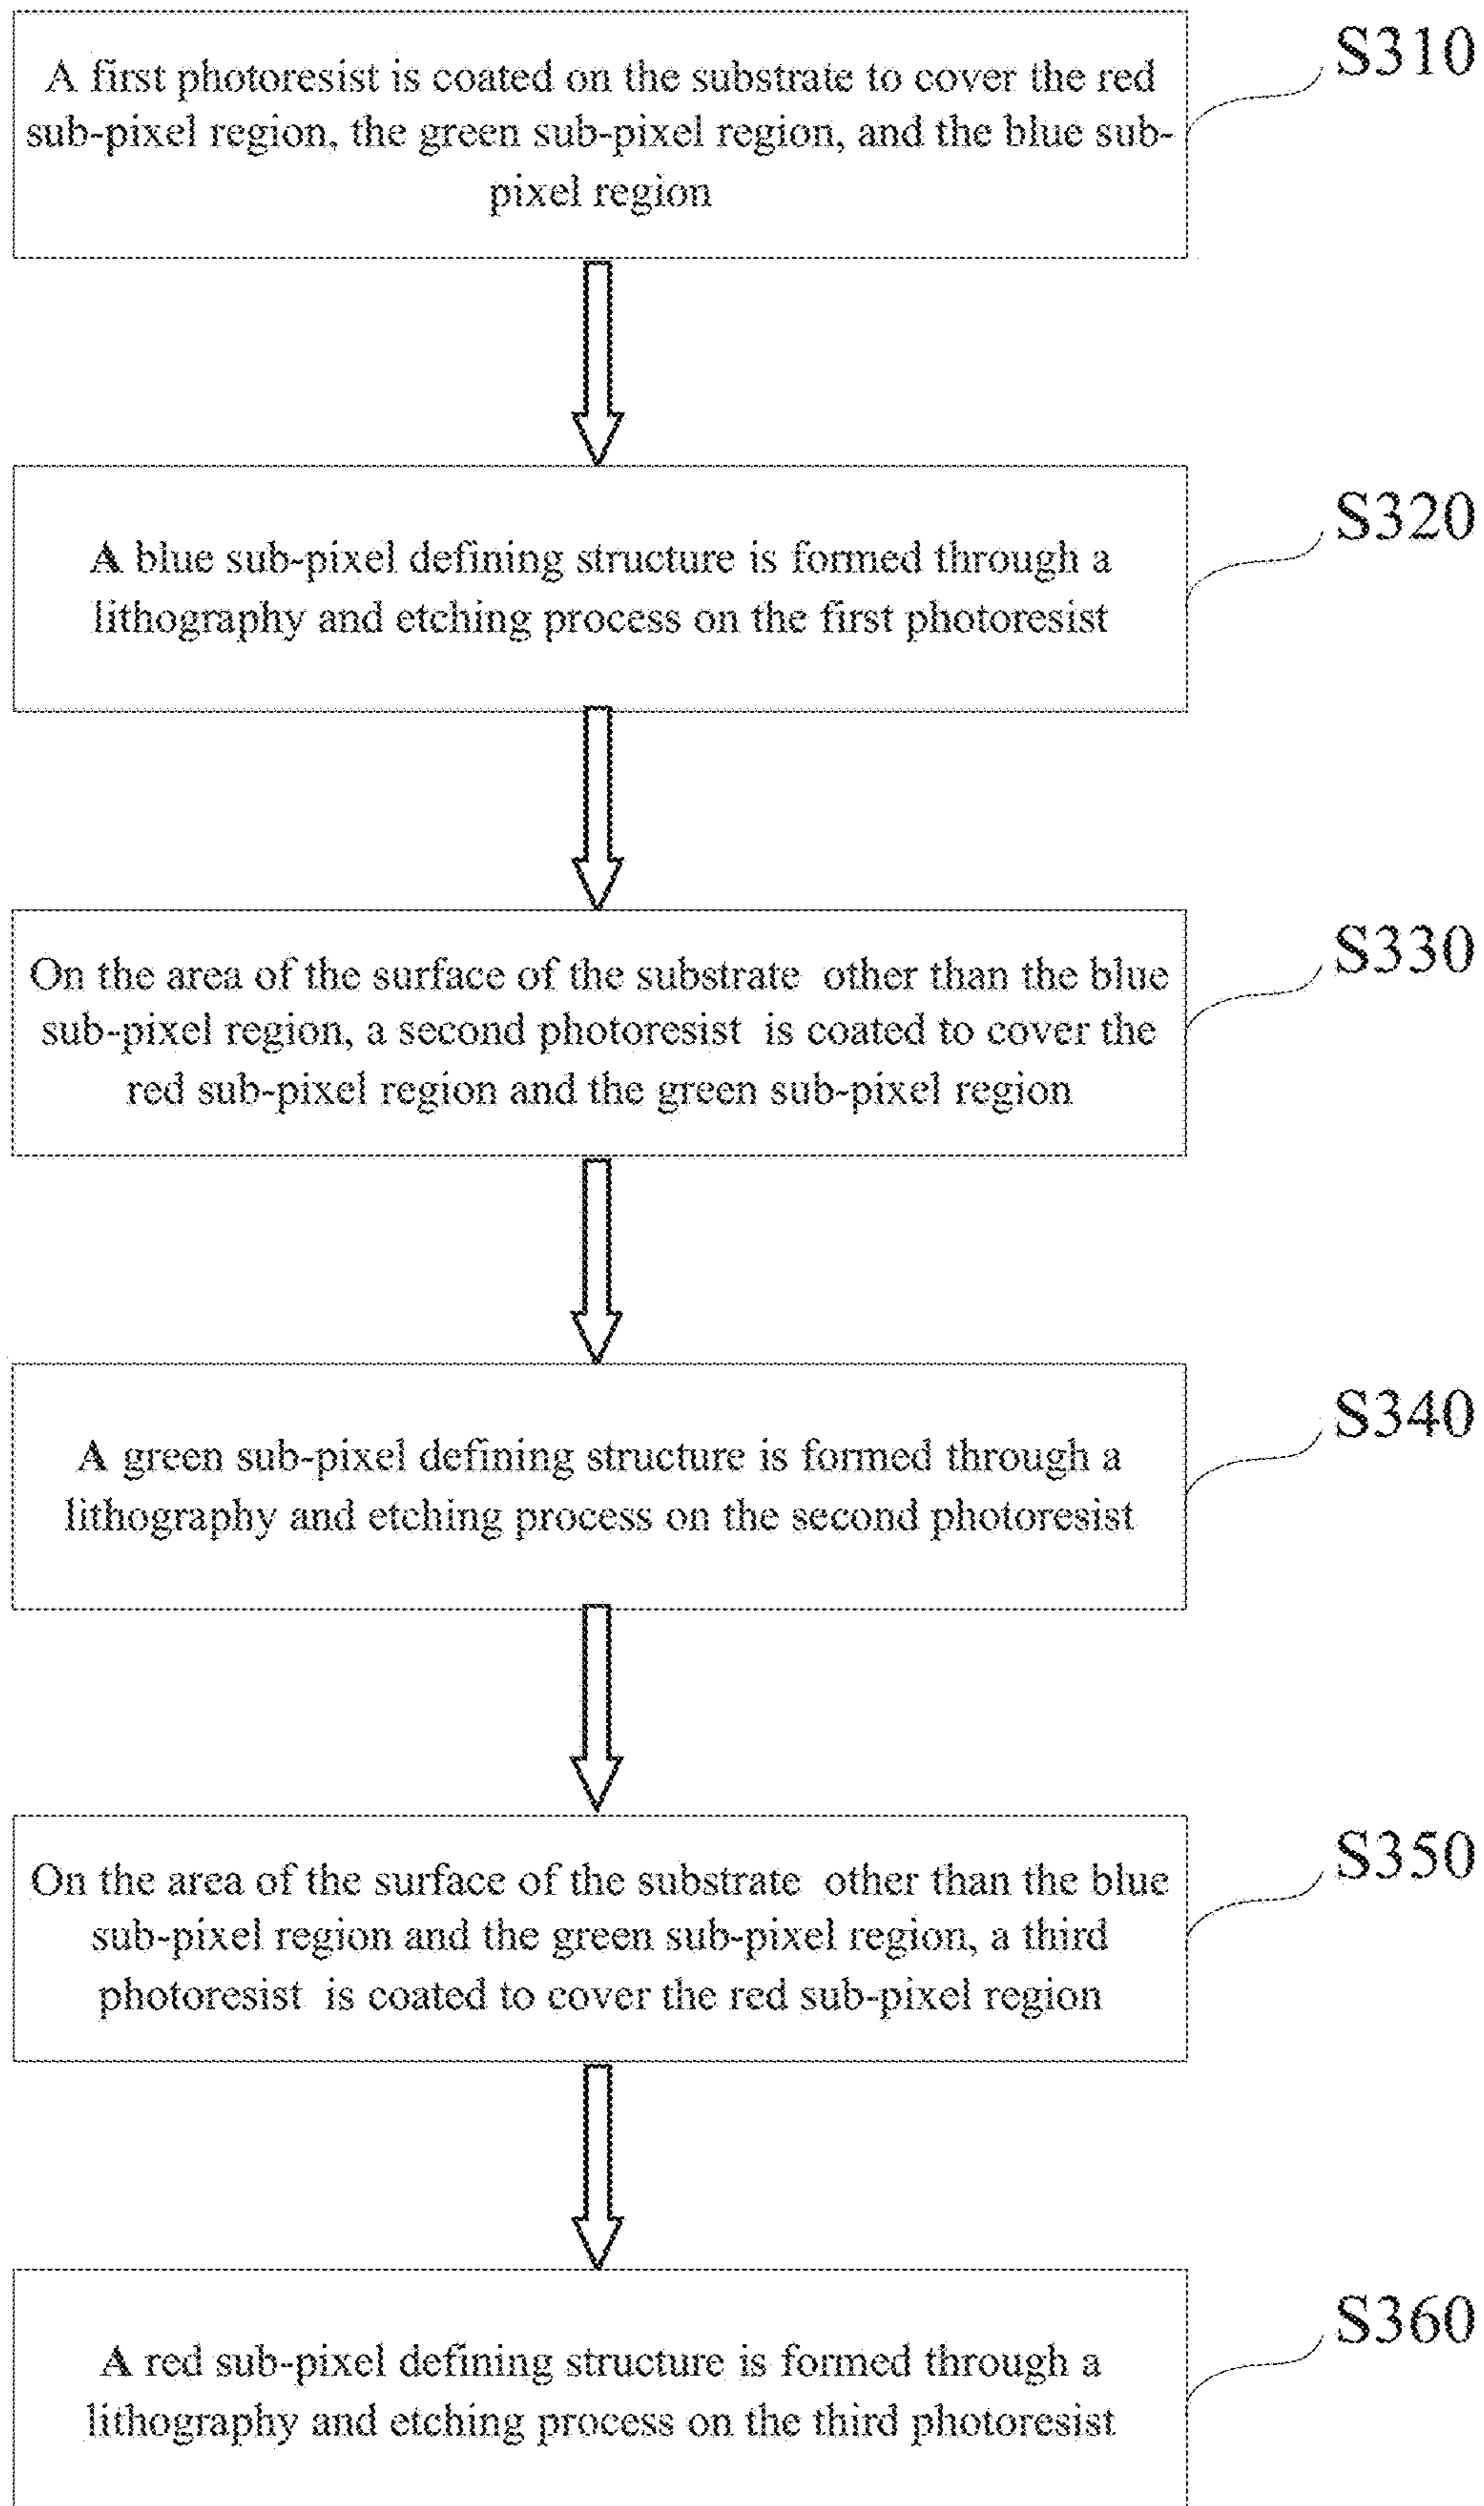 A first photoresist is coated on the substrate to cover the red
sub-pixel region, the green sub-pixel region, and the blue sub-
pixel region
S310
A blue sub-pixel defining structure is formed through a
lithography and etching process on the first photoresist
S320
On the area of the surface of the substrate other than the blue
sub-pixel region, a second photoresist is coated to cover the
red sub-pixel region and the green sub-pixel region
S330
A green sub-pixel defining structure is formed through a
lithography and etching process on the second photoresist
S340
On the area of the surface of the substrate other than the blue
sub-pixel region and the green sub-pixel region, a third
photoresist is coated to cover the red sub-pixel region
S350
A red sub-pixel defining structure is formed through a
lithography and etching process on the third photoresist
S360